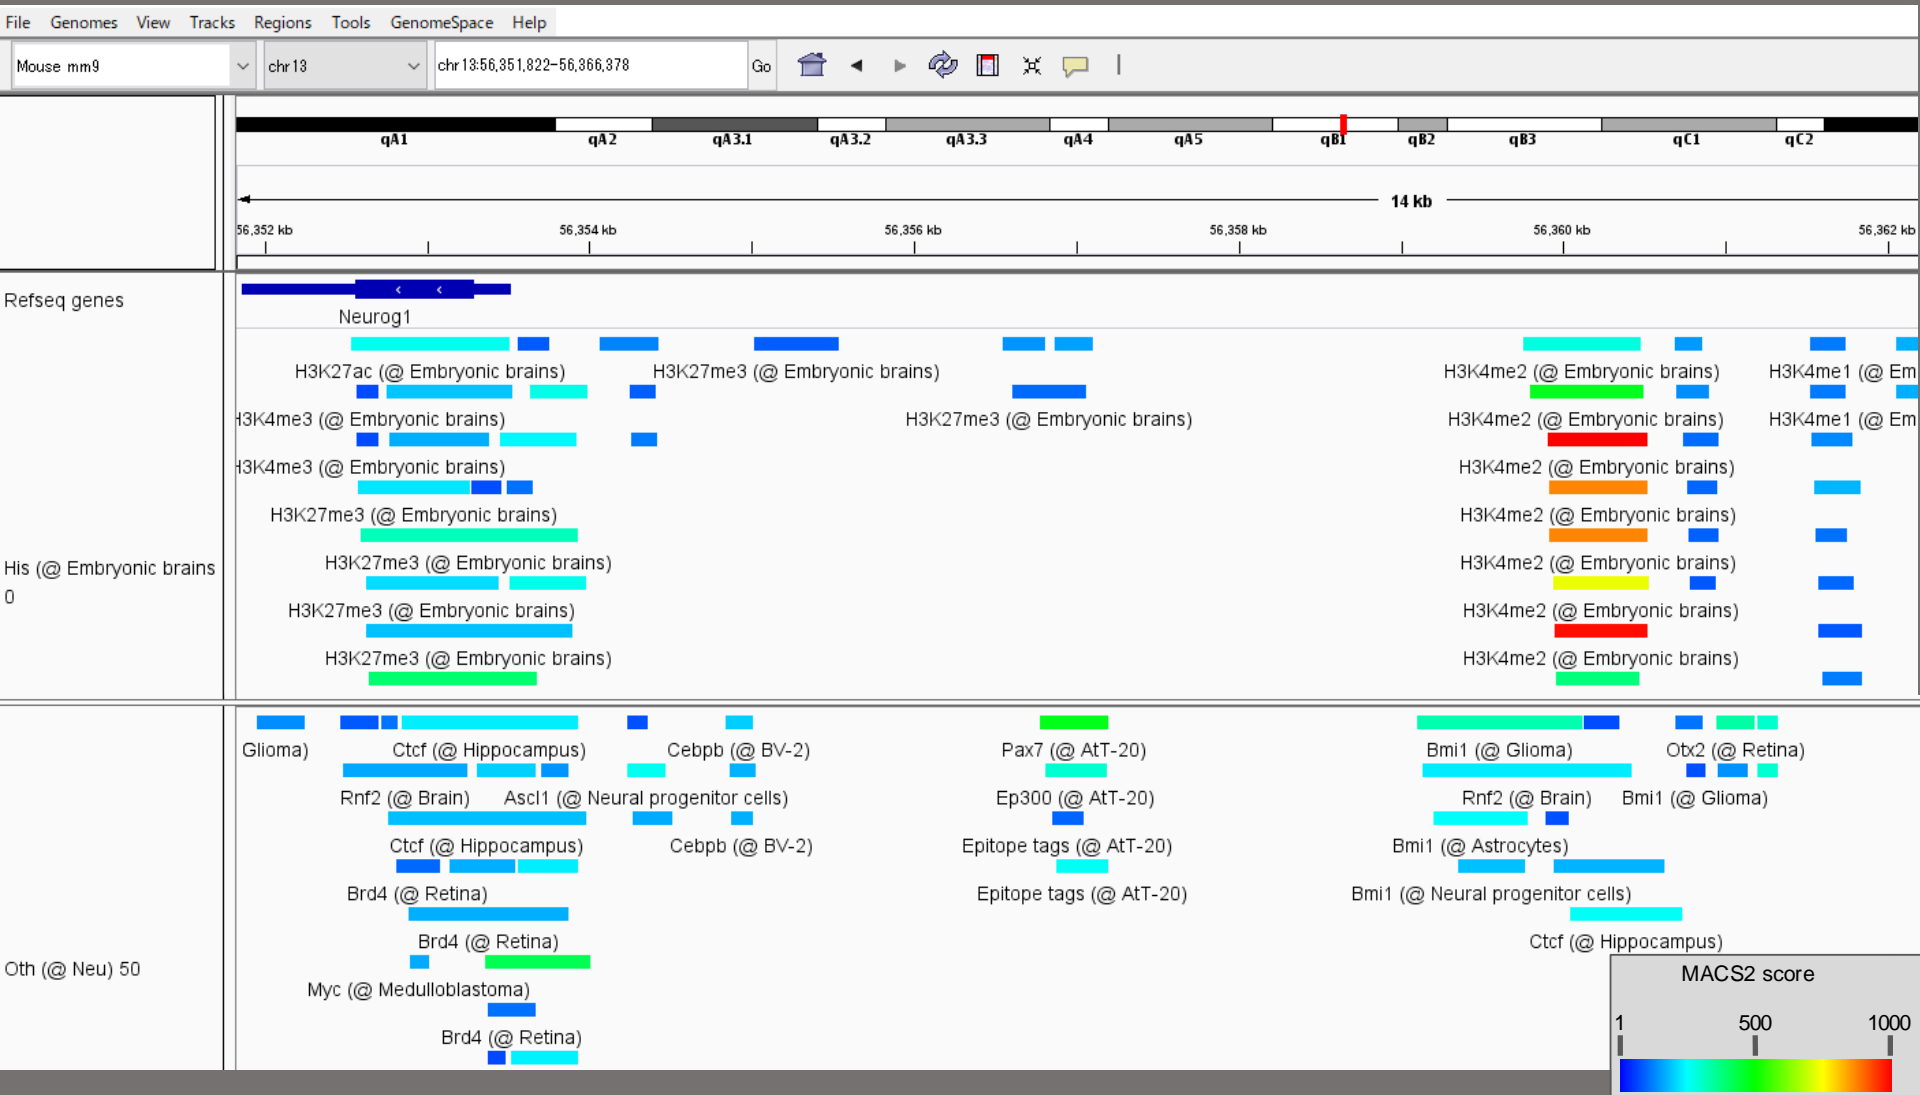 File Genomes View Tracks Regions Tools GenomeSpace Help
Mouse mm9 chr13 chr13:56,351,822-56,366,378 Go
qA1 qA2 qA3.1 qA3.2 qA3.3 qA4 qA5 qB1 qB2 qB3 qC1 qC2
14 kb
56,352 kb 56,354 kb 56,356 kb 56,358 kb 56,360 kb 56,362 kb
Refseq genes
Neurog1
H3K27ac (@ Embryonic brains) H3K27me3 (@ Embryonic brains) H3K4me2 (@ Embryonic brains) H3K4me1 (@ Em
H3K4me3 (@ Embryonic brains) H3K27me3 (@ Embryonic brains) H3K4me2 (@ Embryonic brains) H3K4me1 (@ Em
H3K4me3 (@ Embryonic brains) H3K4me2 (@ Embryonic brains)
H3K27me3 (@ Embryonic brains) H3K4me2 (@ Embryonic brains)
H3K27me3 (@ Embryonic brains) H3K4me2 (@ Embryonic brains)
His (@ Embryonic brains
0
H3K27me3 (@ Embryonic brains) H3K4me2 (@ Embryonic brains)
H3K27me3 (@ Embryonic brains) H3K4me2 (@ Embryonic brains)
Glioma) Ctcf (@ Hippocampus) Cebpb (@ BV-2) Pax7 (@ AtT-20) Bmi1 (@ Glioma) Otx2 (@ Retina)
Rnf2 (@ Brain) Ascl1 (@ Neural progenitor cells) Ep300 (@ AtT-20) Rnf2 (@ Brain) Bmi1 (@ Glioma)
Ctcf (@ Hippocampus) Cebpb (@ BV-2) Epitope tags (@ AtT-20) Bmi1 (@ Astrocytes)
Brd4 (@ Retina) Epitope tags (@ AtT-20) Bmi1 (@ Neural progenitor cells)
Brd4 (@ Retina) Ctcf (@ Hippocampus)
Oth (@ Neu) 50
Myc (@ Medulloblastoma)
Brd4 (@ Retina)
MACS2 score
1 500 1000